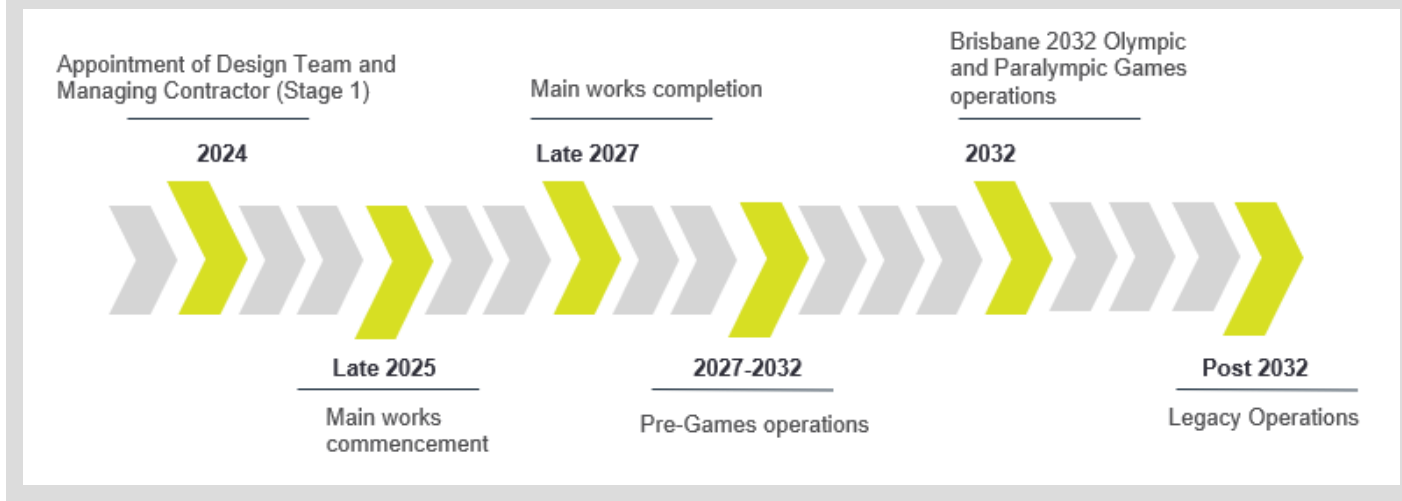 Appointment of Design Team and
Managing Contractor (Stage 1)
2024
Late 2025
Main works
commencement
Main works completion
Late 2027
2027-2032
Pre-Games operations
Brisbane 2032 Olympic
and Paralympic Games
operations
2032
Post 2032
Legacy Operations